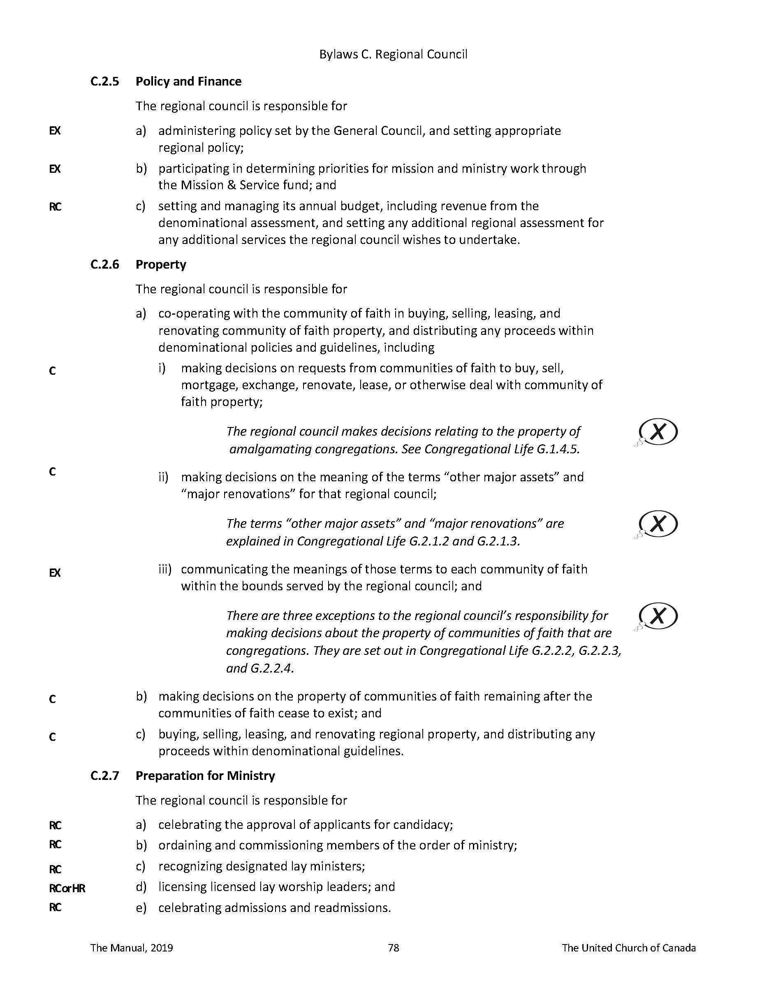 Bylaws C. Regional Council
C.2.5 Policy and Finance
The regional council is responsible for
EX a) administering policy set by the General Council, and setting appropriate
regional policy;
EX b) participating in determining priorities for mission and ministry work through
the Mission & Service fund; and
RC c) setting and managing its annual budget, including revenue from the
denominational assessment, and setting any additional regional assessment for
any additional services the regional council wishes to undertake.
C.2.6 Property
The regional council is responsible for
a) co-operating with the community of faith in buying, selling, leasing, and
renovating community of faith property, and distributing any proceeds within
denominational policies and guidelines, including
C i) making decisions on requests from communities of faith to buy, sell,
mortgage, exchange, renovate, lease, or otherwise deal with community of
faith property;
The regional council makes decisions relating to the property of X
amalgamating congregations. See Congregational Life G.1.4.5.
C ii) making decisions on the meaning of the terms “other major assets” and
“major renovations” for that regional council;
The terms “other major assets” and “major renovations” are X
explained in Congregational Life G.2.1.2 and G.2.1.3.
EX iii) communicating the meanings of those terms to each community of faith
within the bounds served by the regional council; and
There are three exceptions to the regional council’s responsibility for X
making decisions about the property of communities of faith that are
congregations. They are set out in Congregational Life G.2.2.2, G.2.2.3,
and G.2.2.4.
C b) making decisions on the property of communities of faith remaining after the
communities of faith cease to exist; and
C c) buying, selling, leasing, and renovating regional property, and distributing any
proceeds within denominational guidelines.
C.2.7 Preparation for Ministry
The regional council is responsible for
RC a) celebrating the approval of applicants for candidacy;
RC b) ordaining and commissioning members of the order of ministry;
RC c) recognizing designated lay ministers;
RC or HR d) licensing licensed lay worship leaders; and
RC e) celebrating admissions and readmissions.
The Manual, 2019 78 The United Church of Canada